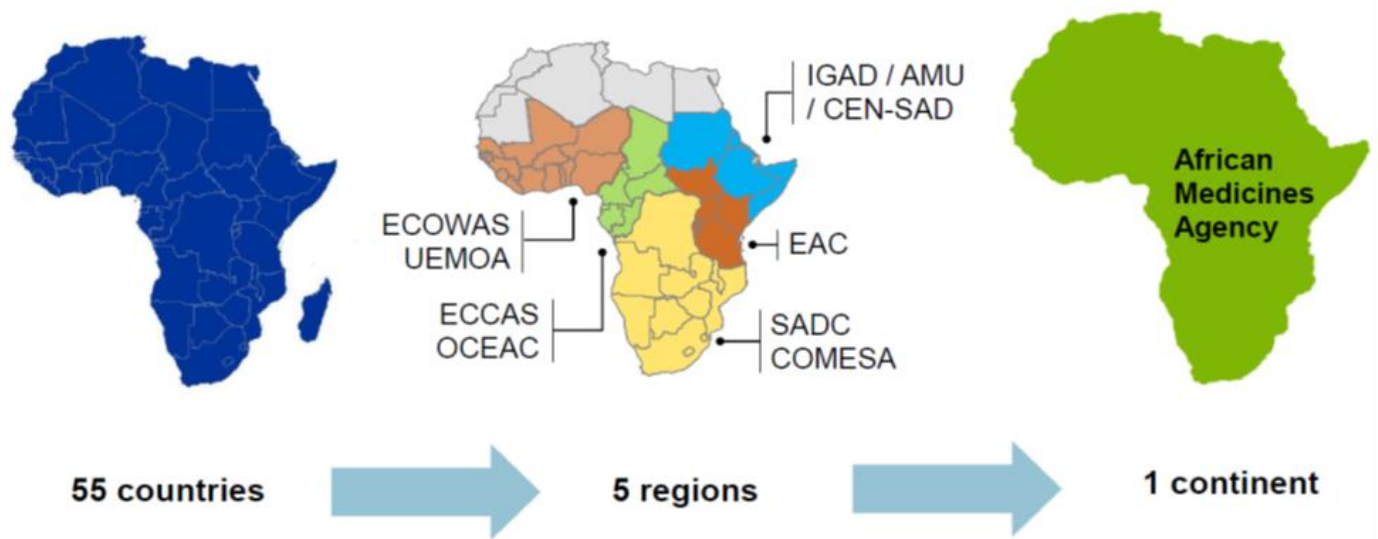 IGAD / AMU
/ CEN-SAD
African
Medicines
Agency
ECOWAS
UEMOA
EAC
ECCAS
OCEAC
SADC
COMESA
55 countries
5 regions
1 continent